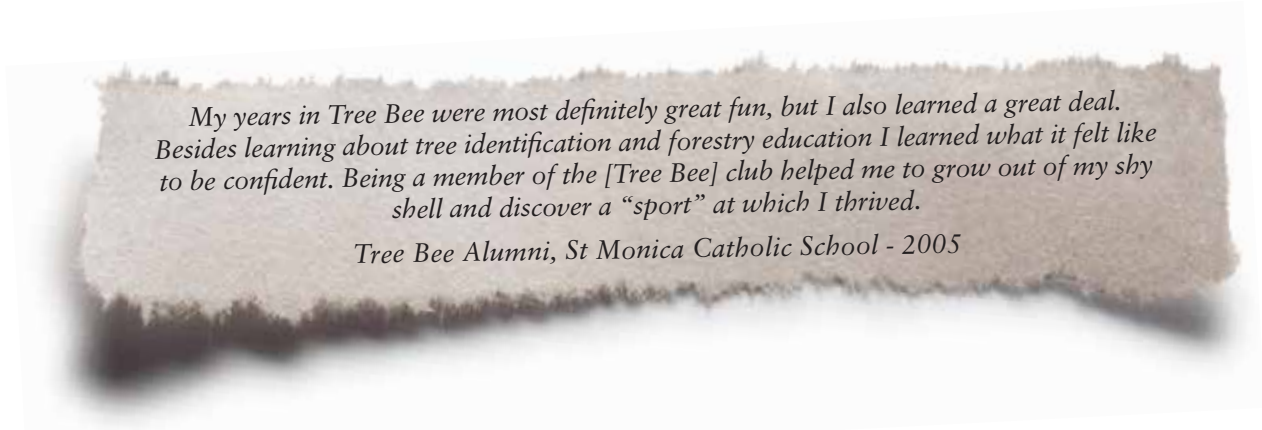 My years in Tree Bee were most definitely great fun, but I also learned a great deal.
Besides learning about tree identification and forestry education I learned what it felt like
to be confident. Being a member of the [Tree Bee] club helped me to grow out of my shy
shell and discover a “sport” at which I thrived.
Tree Bee Alumni, St Monica Catholic School - 2005